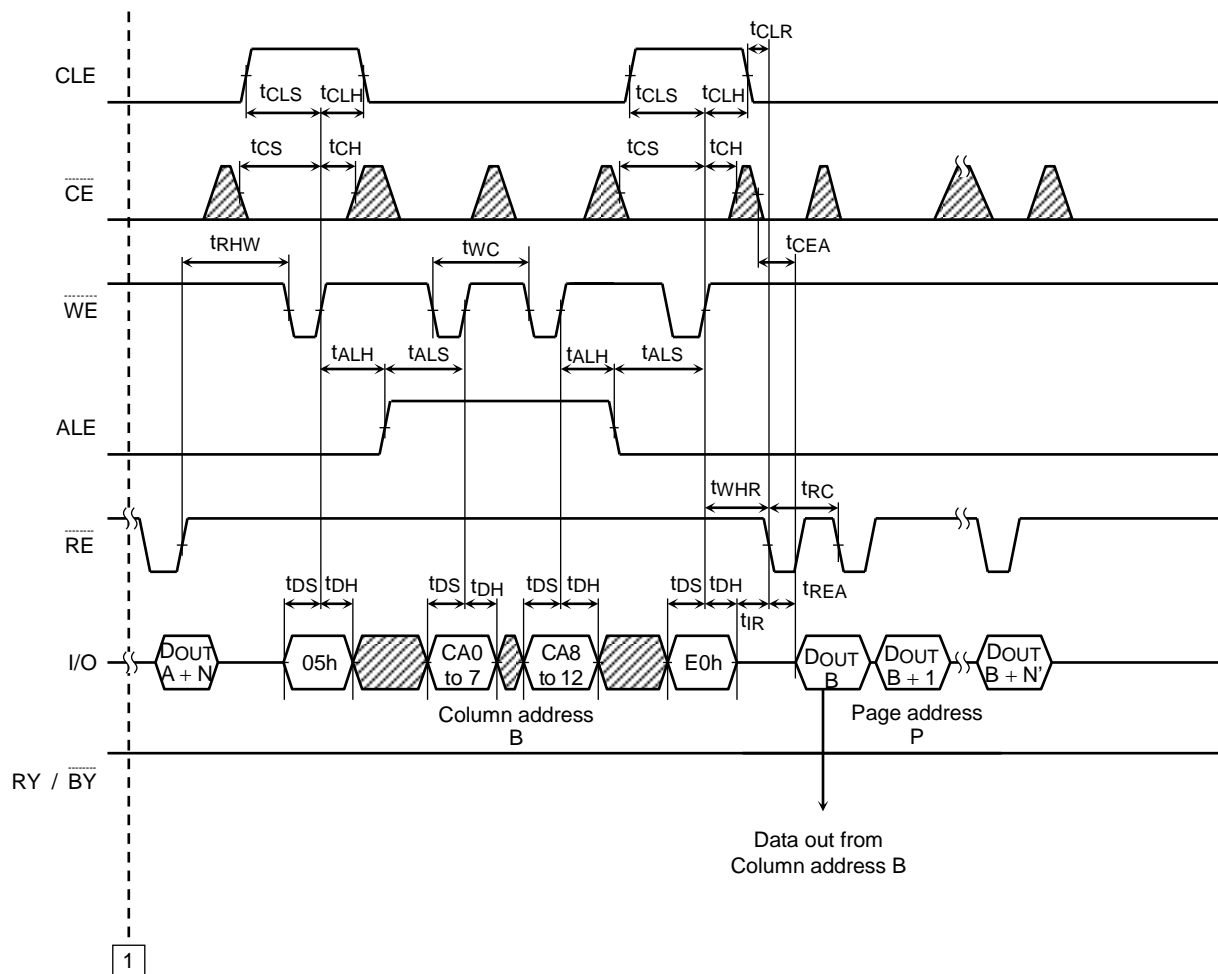 tCLR
CLE
tCLS tCLH tCLS tCLH
tCS tCH tCS tCH
CE
tRHW tWC tCEA
WE
tALH tALS tALH tALS
ALE
tWHR tRC
RE
tDS tDH tDS tDH tDS tDH tDS tDH tREA
tIR
I/O
DOUT
A + N
05h
CA0
to 7
CA8
to 12
E0h
DOUT
B
DOUT
B + 1
DOUT
B + N’
Column address
B
Page address
P
RY / BY
Data out from
Column address B
1